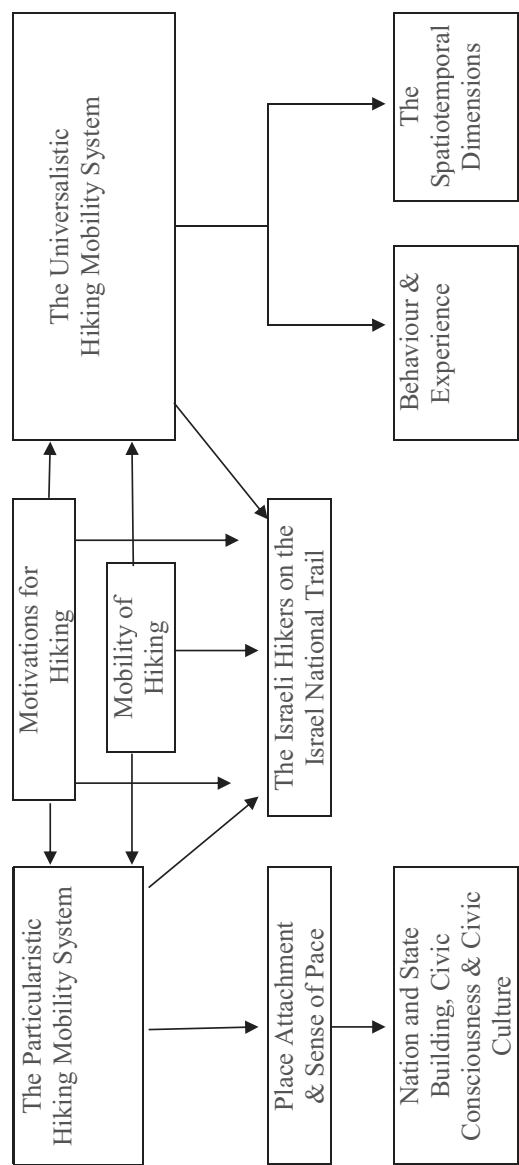 The Particularistic
Hiking Mobility System
Motivations for
Hiking
Mobility of
Hiking
The Universalistic
Hiking Mobility System
Place Attachment
& Sense of Pace
The Israeli Hikers on the
Israel National Trail
Nation and State
Building, Civic
Consciousness & Civic
Culture
Behaviour &
Experience
The
Spatiotemporal
Dimensions